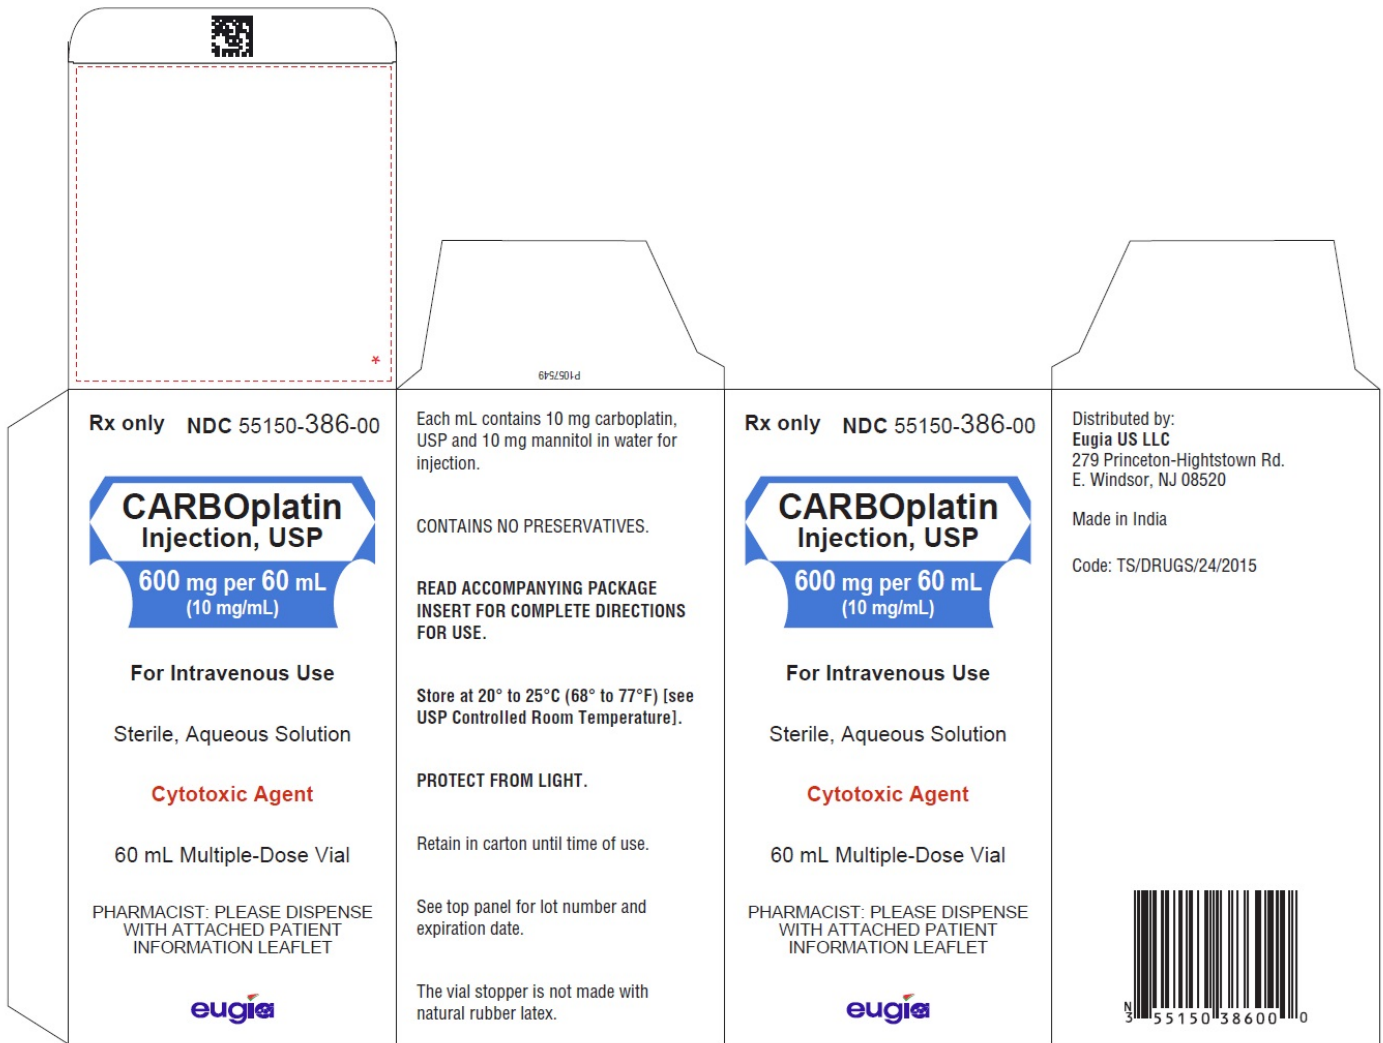 *
P1057549
Rx only NDC 55150-386-00
CARBOplatin
Injection, USP
600 mg per 60 mL
(10 mg/mL)
For Intravenous Use
Sterile, Aqueous Solution
Cytotoxic Agent
60 mL Multiple-Dose Vial
PHARMACIST: PLEASE DISPENSE
WITH ATTACHED PATIENT
INFORMATION LEAFLET
eugia
Each mL contains 10 mg carboplatin,
USP and 10 mg mannitol in water for
injection.
CONTAINS NO PRESERVATIVES.
READ ACCOMPANYING PACKAGE
INSERT FOR COMPLETE DIRECTIONS
FOR USE.
Store at 20° to 25°C (68° to 77°F) [see
USP Controlled Room Temperature].
PROTECT FROM LIGHT.
Retain in carton until time of use.
See top panel for lot number and
expiration date.
The vial stopper is not made with
natural rubber latex.
Rx only NDC 55150-386-00
CARBOplatin
Injection, USP
600 mg per 60 mL
(10 mg/mL)
For Intravenous Use
Sterile, Aqueous Solution
Cytotoxic Agent
60 mL Multiple-Dose Vial
PHARMACIST: PLEASE DISPENSE
WITH ATTACHED PATIENT
INFORMATION LEAFLET
eugia
Distributed by:
Eugia US LLC
279 Princeton-Hightstown Rd.
E. Windsor, NJ 08520
Made in India
Code: TS/DRUGS/24/2015
N
3 55150 38600 0